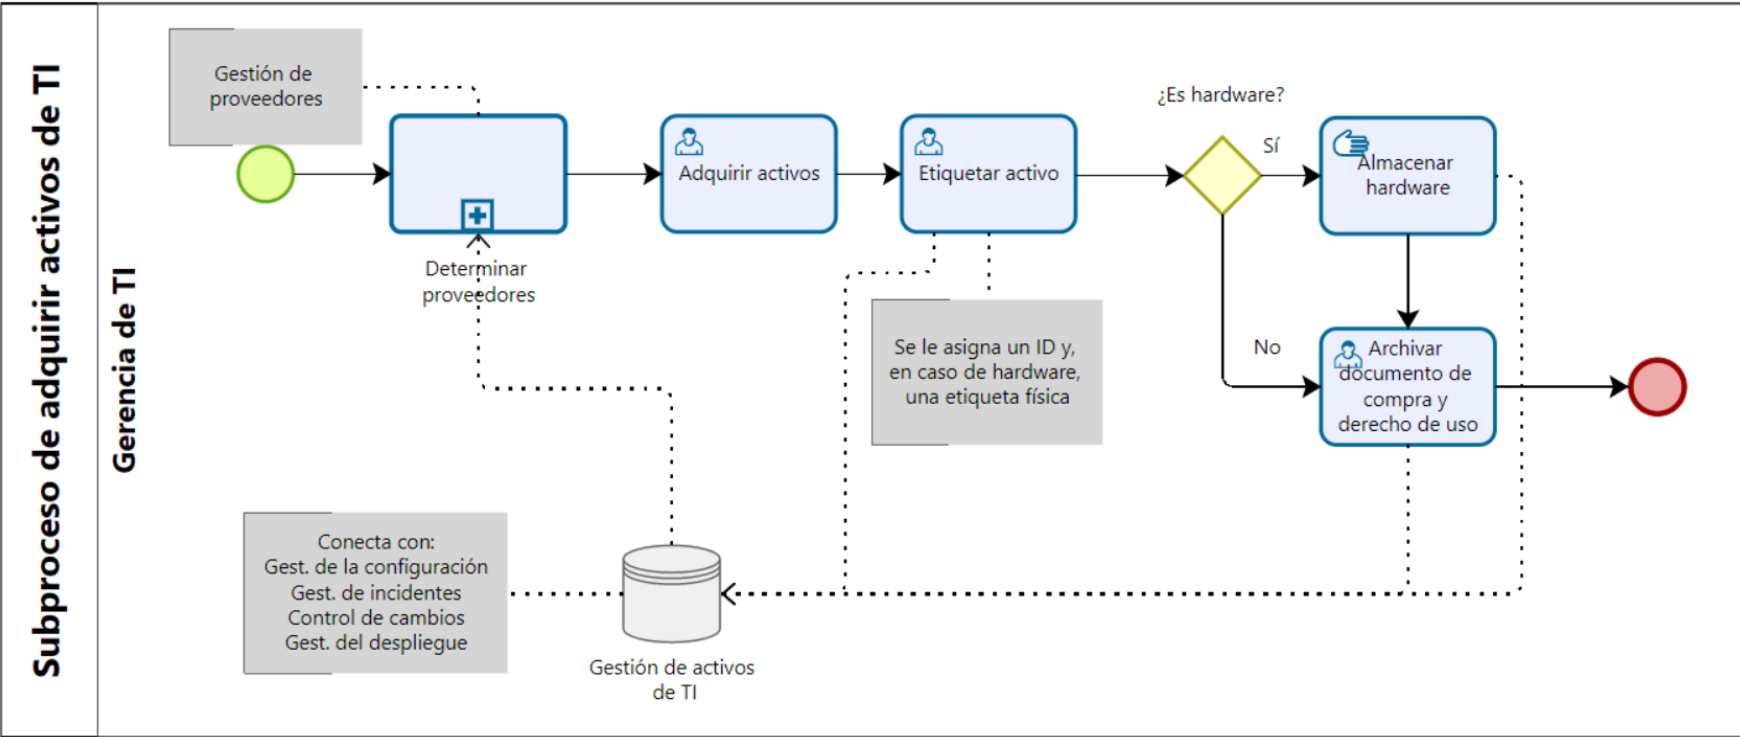 Subproceso de adquirir activos de TI
Gerencia de TI
Gestión de
proveedores
Determinar
proveedores
Adquirir activos
Etiquetar activo
Se le asigna un ID y,
en caso de hardware,
una etiqueta física
¿Es hardware?
Sí
No
Almacenar
hardware
Archivar
documento de
compra y
derecho de uso
Conecta con:
Gest. de la configuración
Gest. de incidentes
Control de cambios
Gest. del despliegue
Gestión de activos
de TI